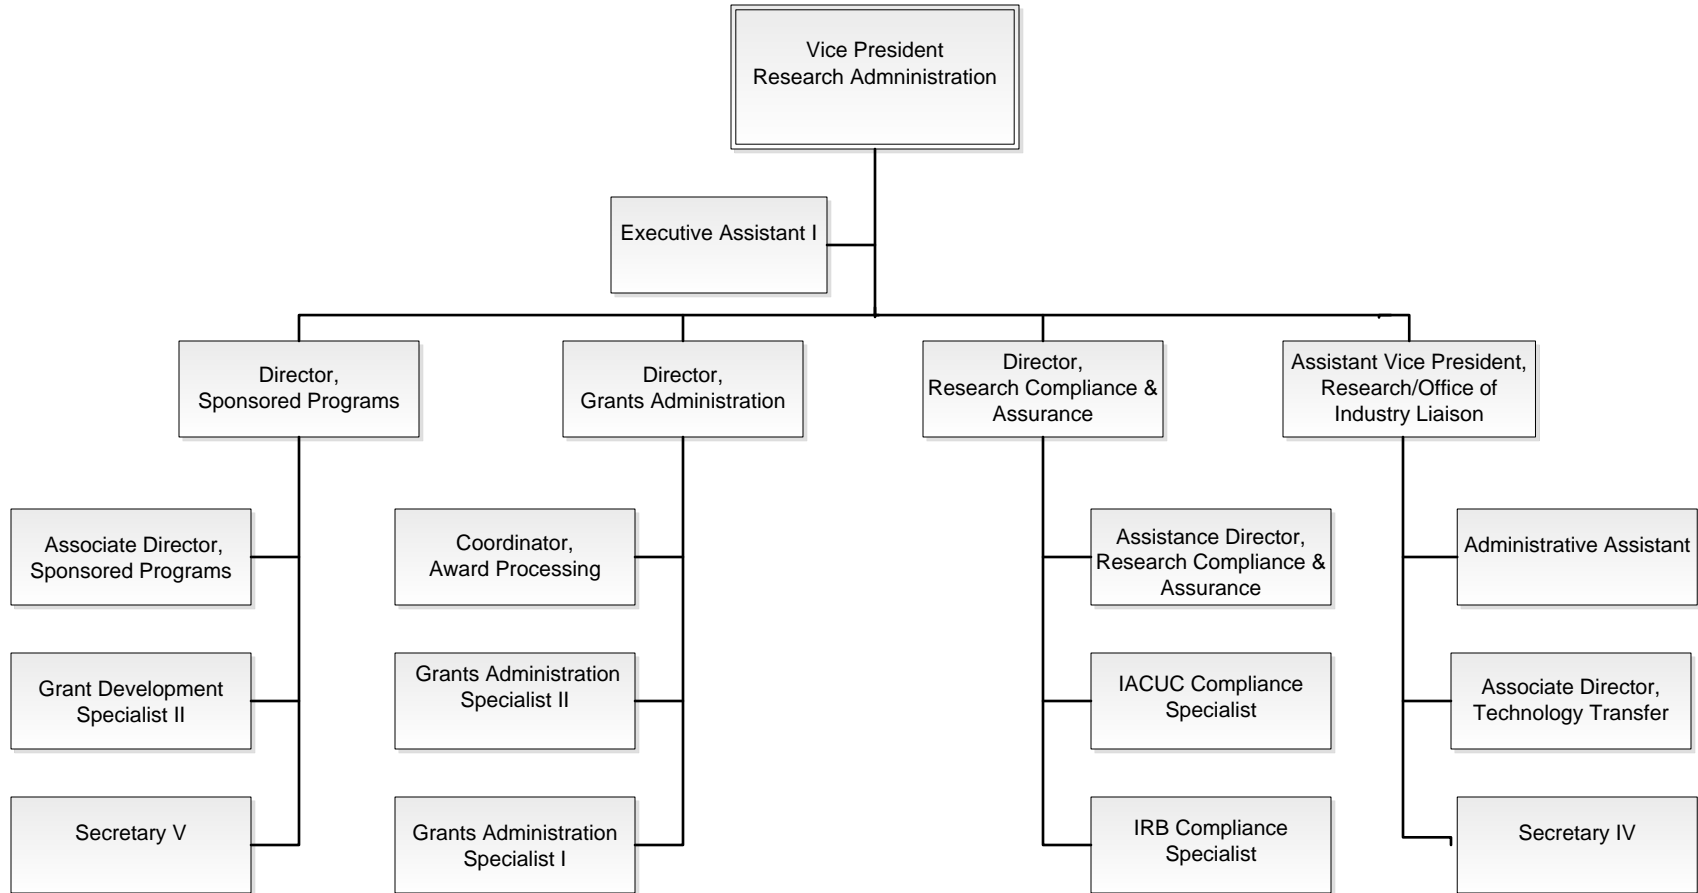 Vice President
Research Admninistration
Executive Assistant I
Director,
Sponsored Programs
Director,
Grants Administration
Director,
Research Compliance &
Assurance
Assistant Vice President,
Research/Office of
Industry Liaison
Associate Director,
Sponsored Programs
Coordinator,
Award Processing
Assistance Director,
Research Compliance &
Assurance
Administrative Assistant
Grant Development
Specialist II
Grants Administration
Specialist II
IACUC Compliance
Specialist
Associate Director,
Technology Transfer
Secretary V
Grants Administration
Specialist I
IRB Compliance
Specialist
Secretary IV